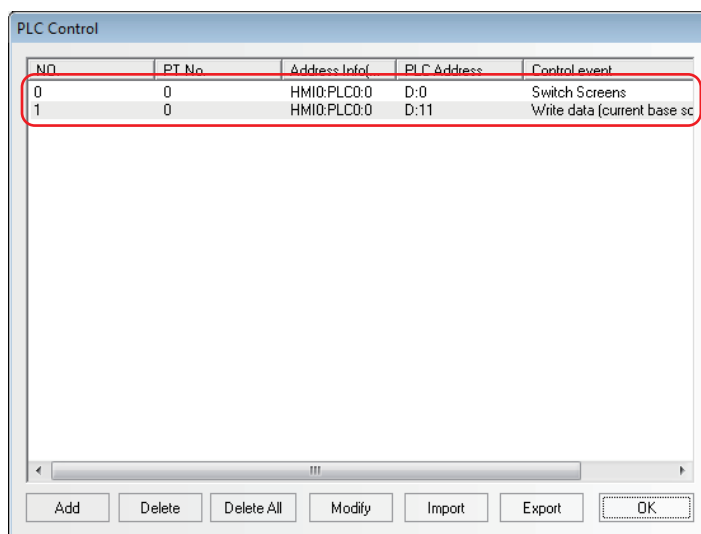 PLC Control
NO. PT No. Address Info(... PLC Address Control event
0 0 HMI0:PLC0:0 D:0 Switch Screens
1 0 HMI0:PLC0:0 D:11 Write data (current base sc
Add Delete Delete All Modify Import Export OK